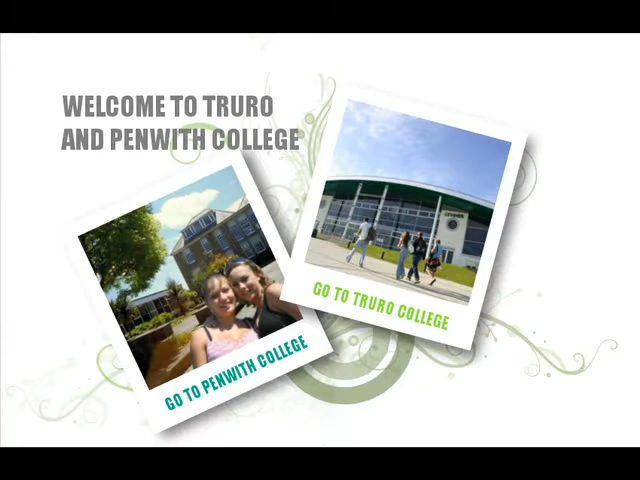 WELCOME TO TRURO
AND PENWITH COLLEGE
GO TO TRURO COLLEGE
GO TO PENWITH COLLEGE